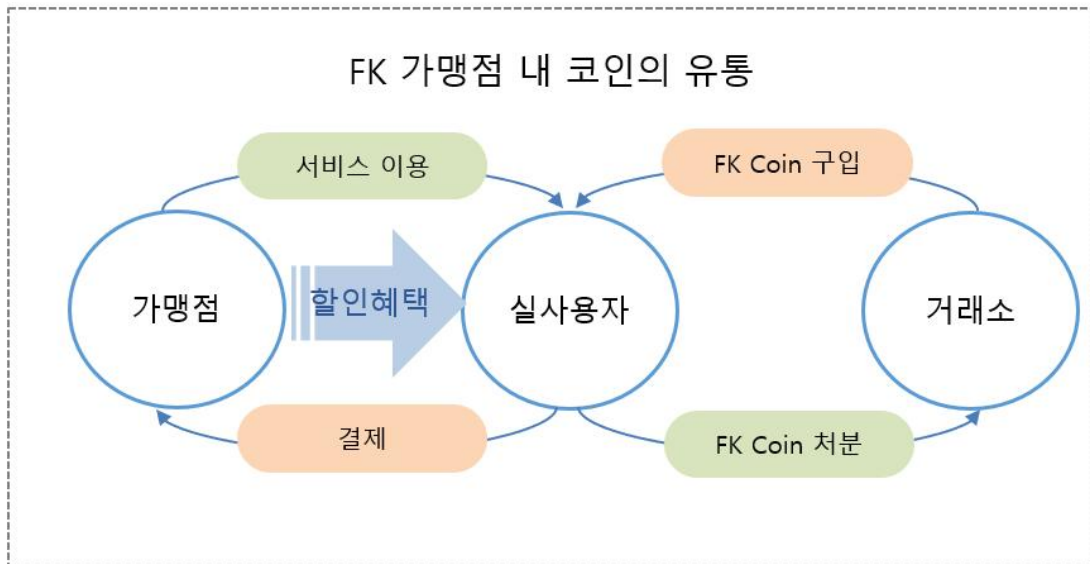 FK 가맹점 내 코인의 유통
서비스 이용
FK Coin 구입
가맹점
할인혜택
실사용자
거래소
결제
FK Coin 처분